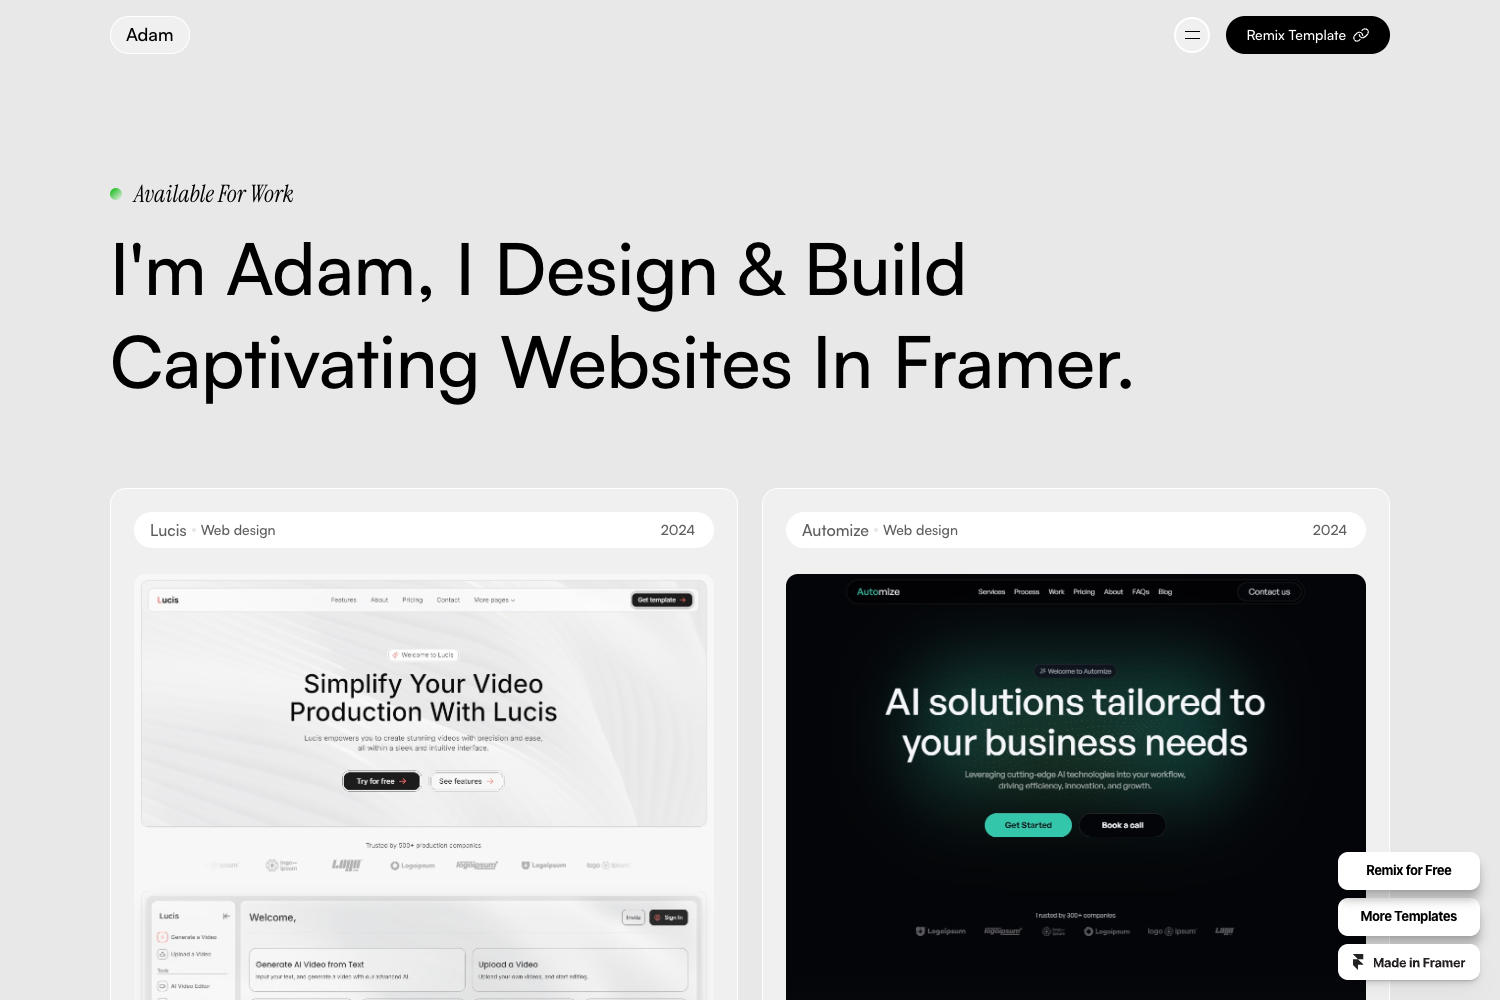 Adam
Remix Template
Available For Work
I'm Adam, I Design & Build
Captivating Websites In Framer.
Lucis • Web design 2024
Lucis Features About Pricing Contact More pages Get template →
Welcome to Lucis
Simplify Your Video
Production With Lucis
Lucis empowers you to create stunning videos with precision and ease,
all within a sleek and intuitive interface.
Try for free → See features →
Trusted by 500+ production companies
logo ipsum Logoipsum logoipsum Logoipsum logo ipsum
Lucis
Generate a Video
Upload a Video
Tools
AI Video Editor
Welcome,
Invite Sign In
Generate AI Video from Text
Input your text, and generate a video with our advanced AI.
Upload a Video
Upload your own videos, and start editing.
Automize • Web design 2024
Automize Services Process Work Pricing About FAQs Blog Contact us
Welcome to Automize
AI solutions tailored to
your business needs
Leveraging cutting-edge AI technologies into your workflow,
driving efficiency, innovation, and growth.
Get Started Book a call
Trusted by 300+ companies
Logoipsum logoipsum Logoipsum logo ipsum
Remix for Free
More Templates
Made in Framer